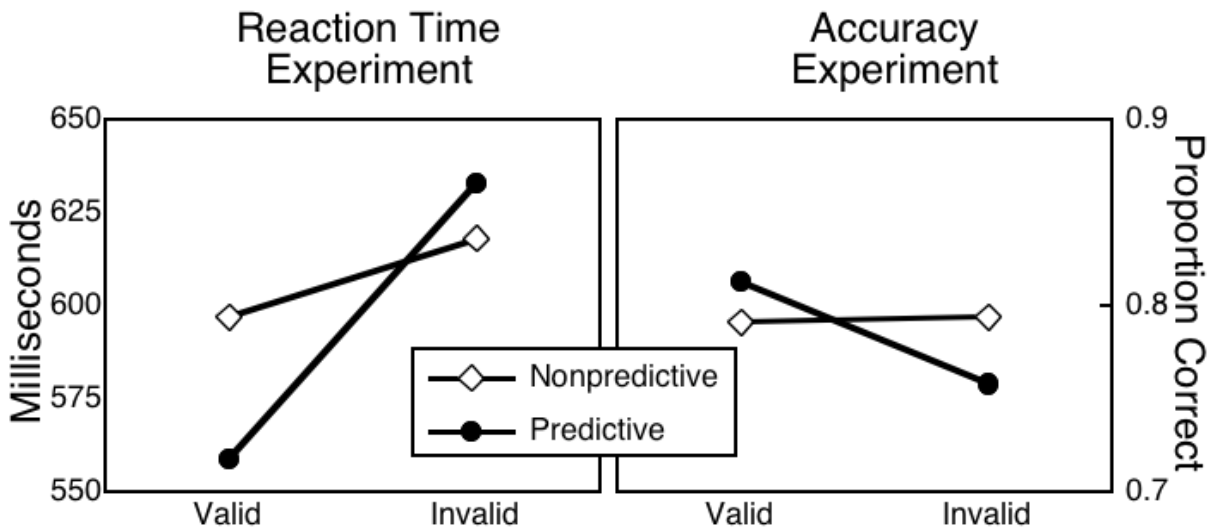 Reaction Time
Experiment
Accuracy
Experiment
Milliseconds
650
625
600
575
550
Valid
Invalid
Nonpredictive
Predictive
Valid
Invalid
0.9
0.8
0.7
Proportion Correct